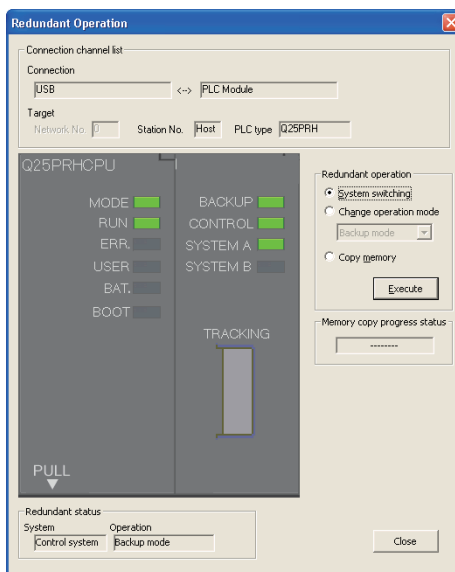 Redundant Operation
Connection channel list
Connection
USB <--> PLC Module
Target
Network No. 0 Station No. Host PLC type Q25PRH
Q25PRHCPU
MODE BACKUP
RUN CONTROL
ERR. SYSTEM A
USER SYSTEM B
BAT.
BOOT
TRACKING
PULL
Redundant operation
System switching
Change operation mode
Backup mode
Copy memory
Execute
Memory copy progress status
--------
Redundant status
System Operation
Control system Backup mode
Close